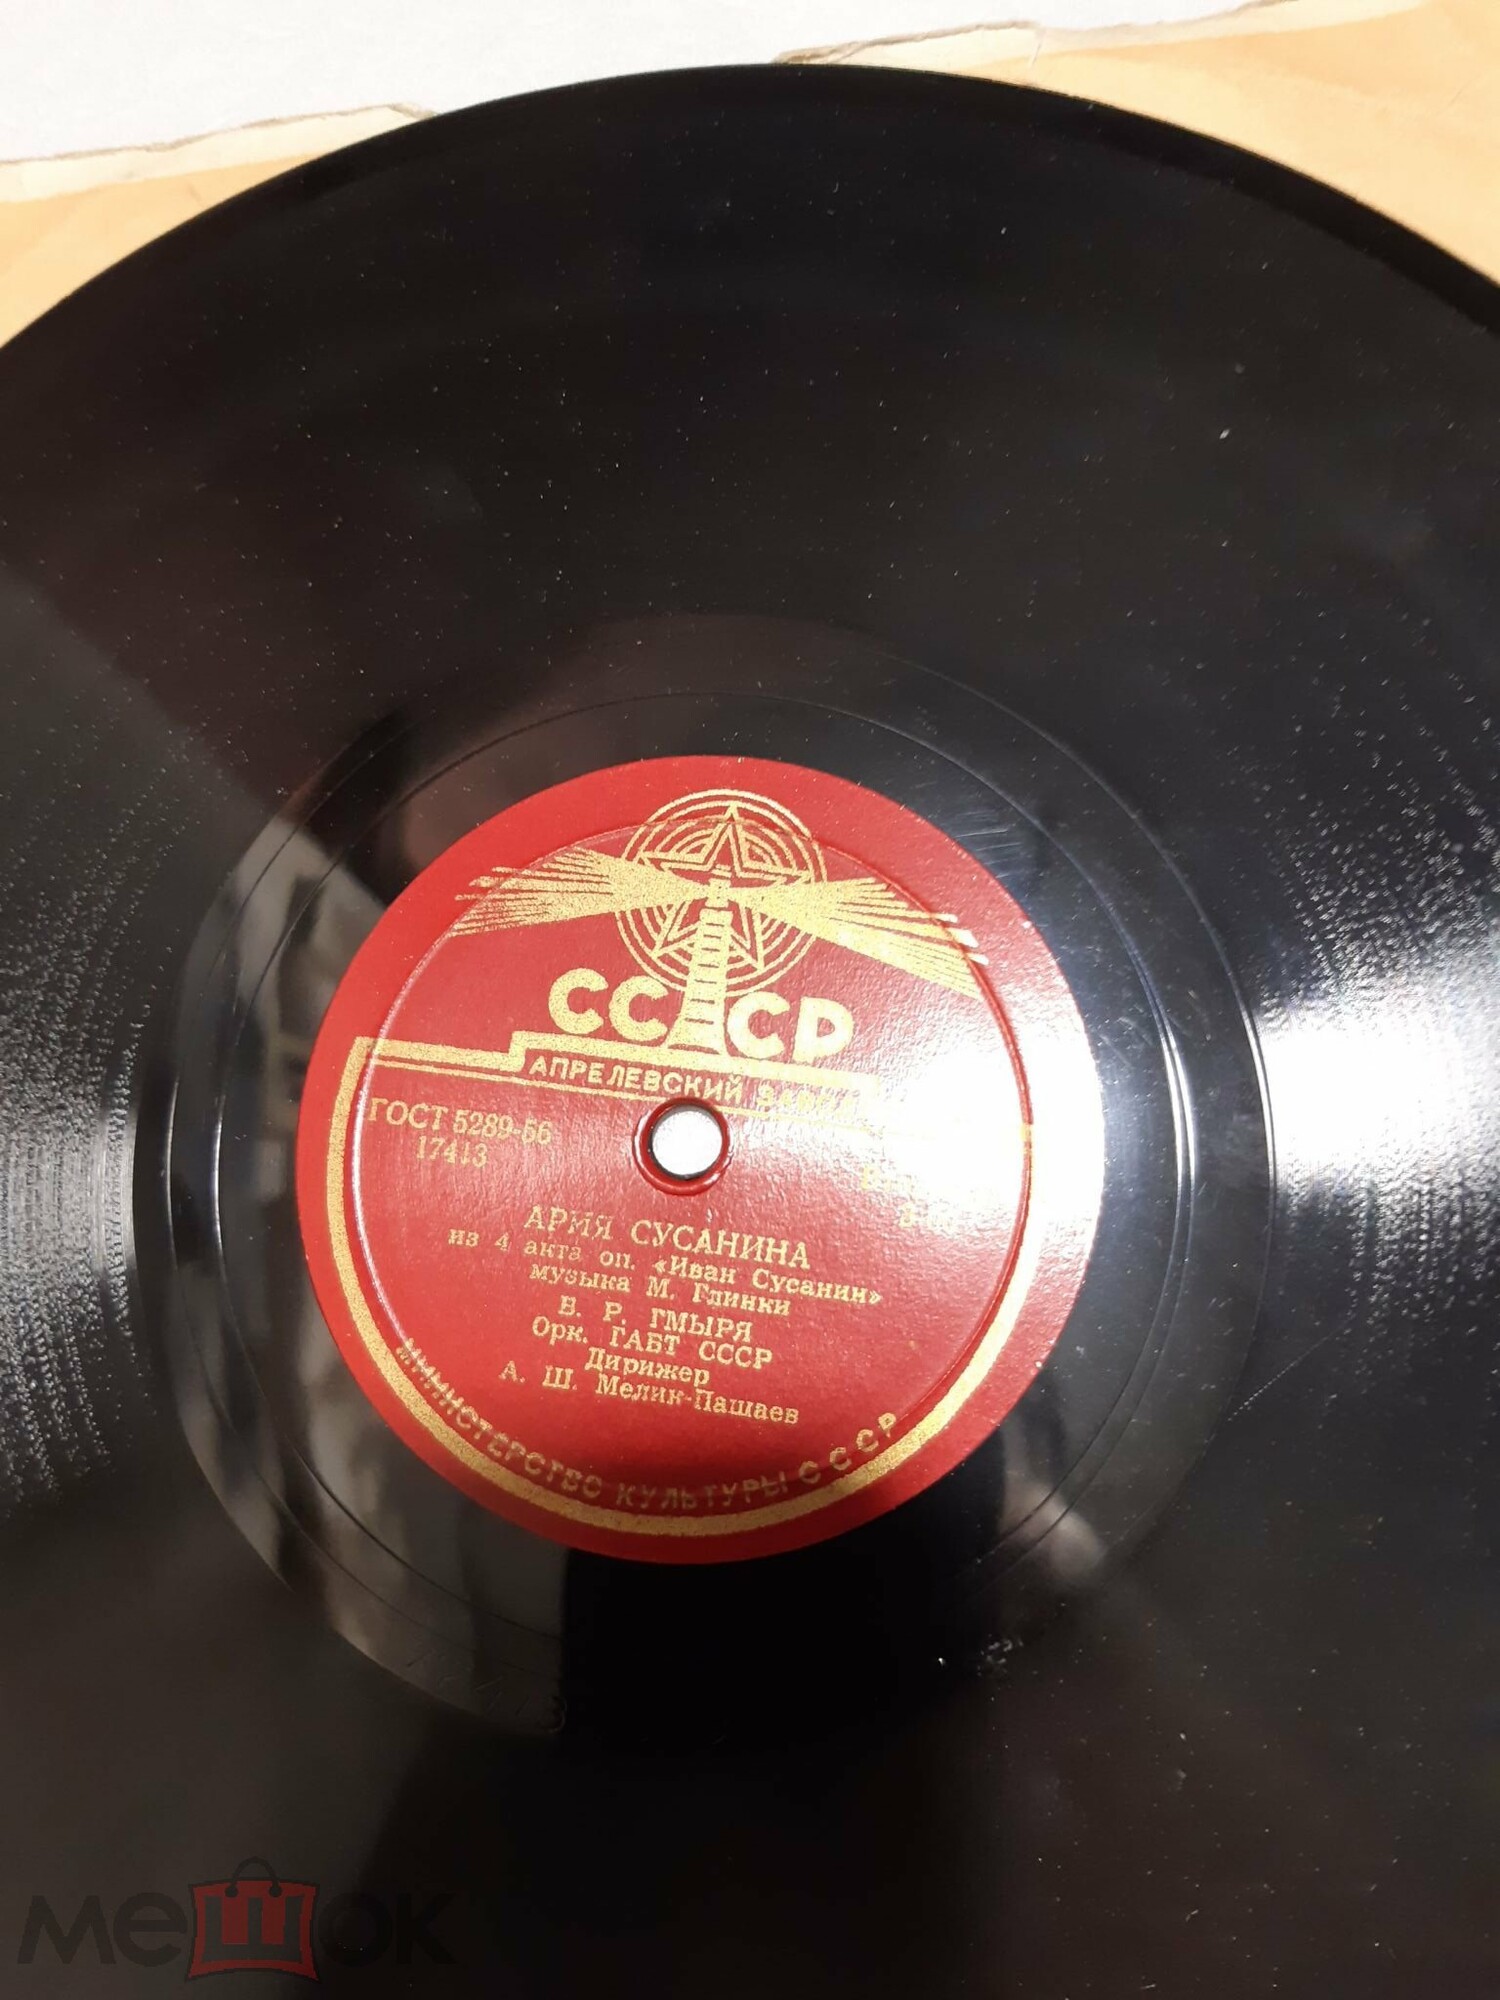 СССР
АПРЕЛЕВСКИЙ ЗАВОД
ГОСТ 5289-56
17413
АРИЯ СУСАНИНА
из 4 акта оп. «Иван Сусанин»
музыка М. Глинки
Б. Р. ГМЫРЯ
Орк. ГАБТ СССР
Дирижер
А. Ш. Мелик-Пашаев
МИНИСТЕРСТВО КУЛЬТУРЫ СССР
мешок